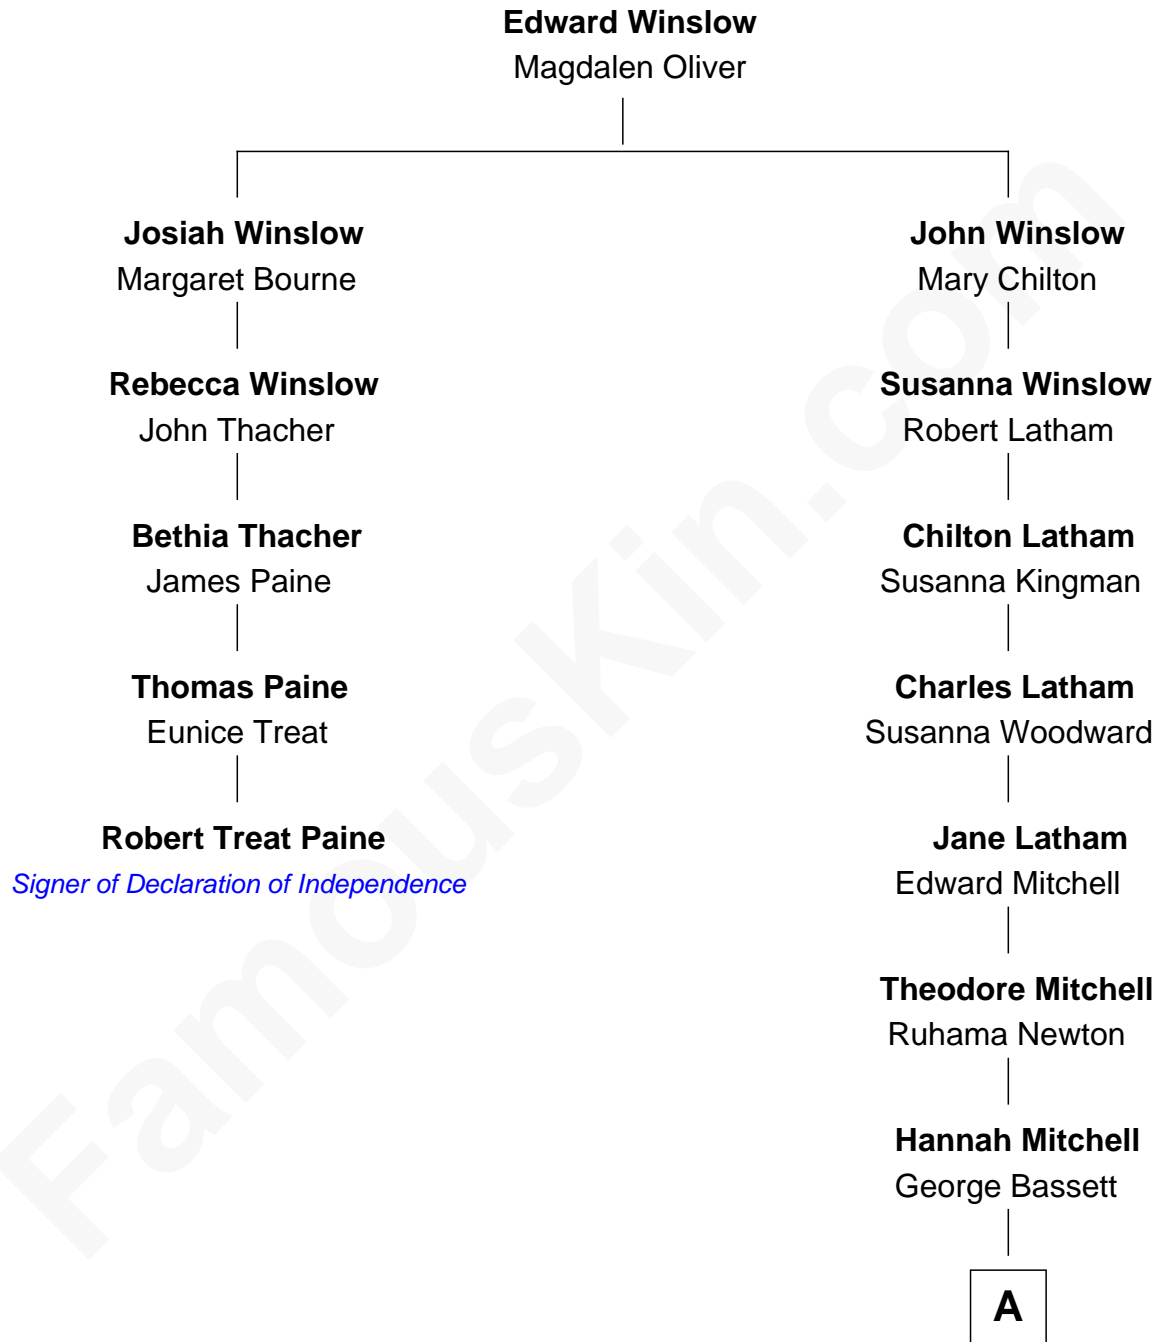 Edward Winslow
Magdalen Oliver
Josiah Winslow
Margaret Bourne
Rebecca Winslow
John Thacher
Bethia Thacher
James Paine
Thomas Paine
Eunice Treat
Robert Treat Paine
Signer of Declaration of Independence
John Winslow
Mary Chilton
Susanna Winslow
Robert Latham
Chilton Latham
Susanna Kingman
Charles Latham
Susanna Woodward
Jane Latham
Edward Mitchell
Theodore Mitchell
Ruhama Newton
Hannah Mitchell
George Bassett
A
FamousKin.com